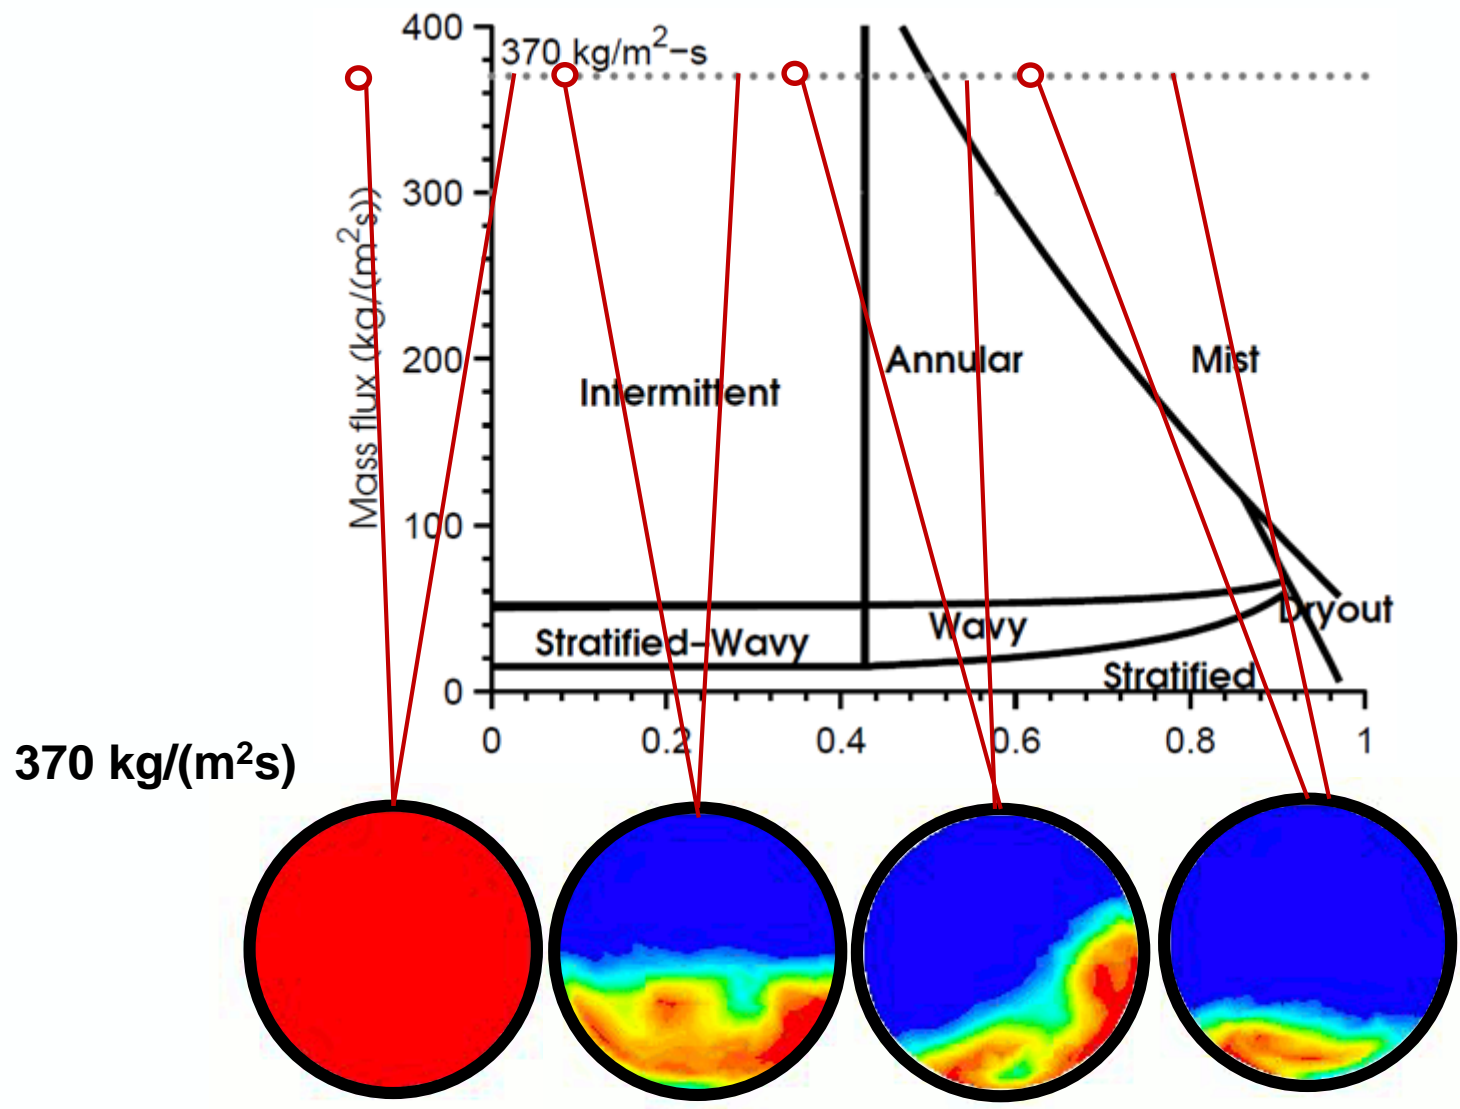 400
370 kg/m²−s
300
200
100
0
Mass flux (kg/(m²s))
Intermittent
Annular
Mist
Stratified-Wavy
Wavy
Dryout
Stratified
0 0.2 0.4 0.6 0.8 1
370 kg/(m²s)